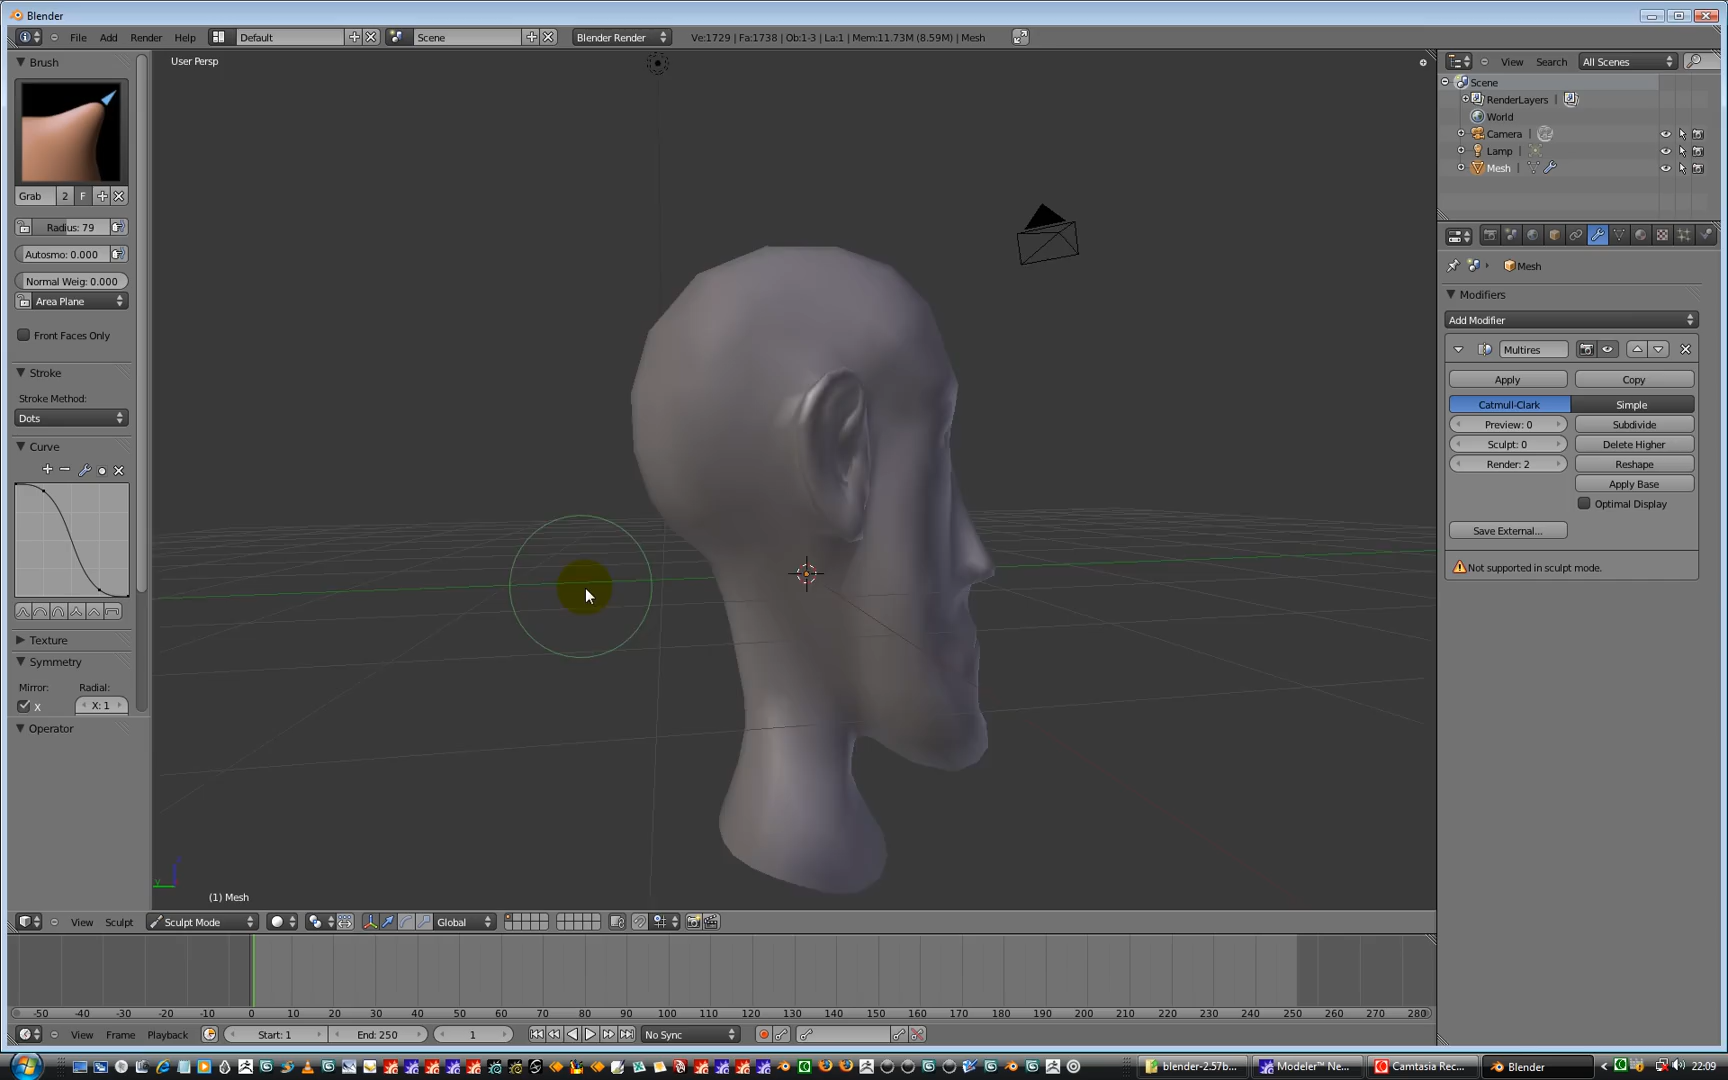 Blender
File Add Render Help Default Scene Blender Render Ve:1729 | Fa:1738 | Ob:1-3 | La:1 | Mem:11.73M (8.59M) | Mesh
Brush
Grab 2 F
Radius: 79
Autosmo: 0.000
Normal Weig: 0.000
Area Plane
Front Faces Only
Stroke
Stroke Method:
Dots
Curve
Texture
Symmetry
Mirror: Radial:
X X: 1
Operator
User Persp
(1) Mesh
View Search All Scenes
Scene
RenderLayers |
World
Camera |
Lamp |
Mesh |
Mesh
Modifiers
Add Modifier
Multires
Apply Copy
Catmull-Clark Simple
Preview: 0 Subdivide
Sculpt: 0 Delete Higher
Render: 2 Reshape
Apply Base
Optimal Display
Save External...
Not supported in sculpt mode.
View Sculpt Sculpt Mode Global
-50 -40 -30 -20 -10 0 10 20 30 40 50 60 70 80 90 100 110 120 130 140 150 160 170 180 190 200 210 220 230 240 250 260 270 280
View Frame Playback Start: 1 End: 250 1 No Sync
blender-2.57b... Modeler™ Ne... Camtasia Rec... Blender 22:09